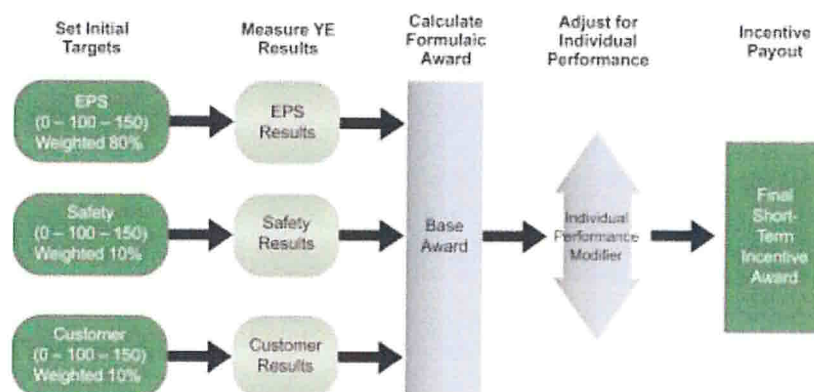 Set Initial
Targets
Measure YE
Results
Calculate
Formulaic
Award
Adjust for
Individual
Performance
Incentive
Payout
EPS
(0 – 100 – 150)
Weighted 80%
EPS
Results
Safety
(0 – 100 – 150)
Weighted 10%
Safety
Results
Customer
(0 – 100 – 150)
Weighted 10%
Customer
Results
Base
Award
Individual
Performance
Modifier
Final
Short-
Term
Incentive
Award